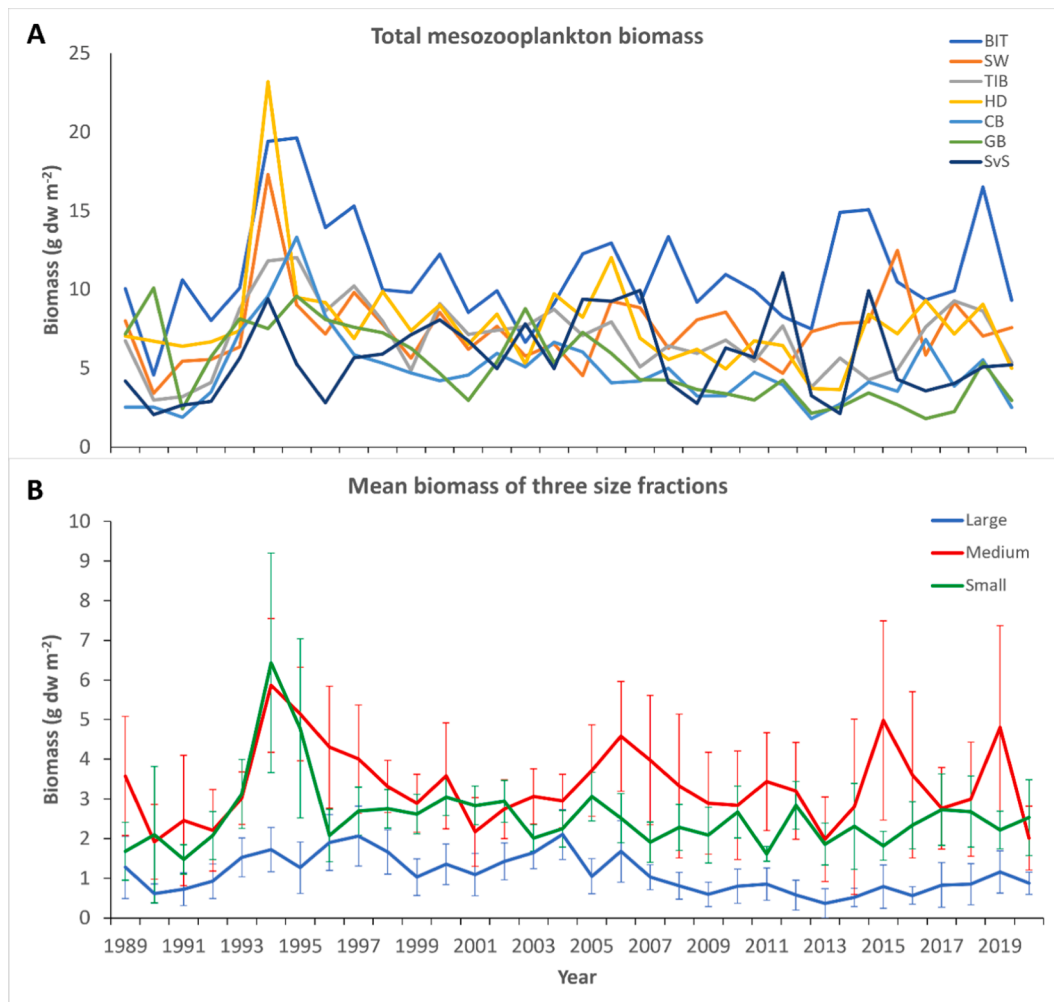 A
Total mesozooplankton biomass
BIT
SW
TIB
HD
CB
GB
SvS
25
20
15
10
5
0
Biomass (g dw m⁻²)
B
Mean biomass of three size fractions
Large
Medium
Small
10
9
8
7
6
5
4
3
2
1
0
Biomass (g dw m⁻²)
1989 1991 1993 1995 1997 1999 2001 2003 2005 2007 2009 2011 2013 2015 2017 2019
Year